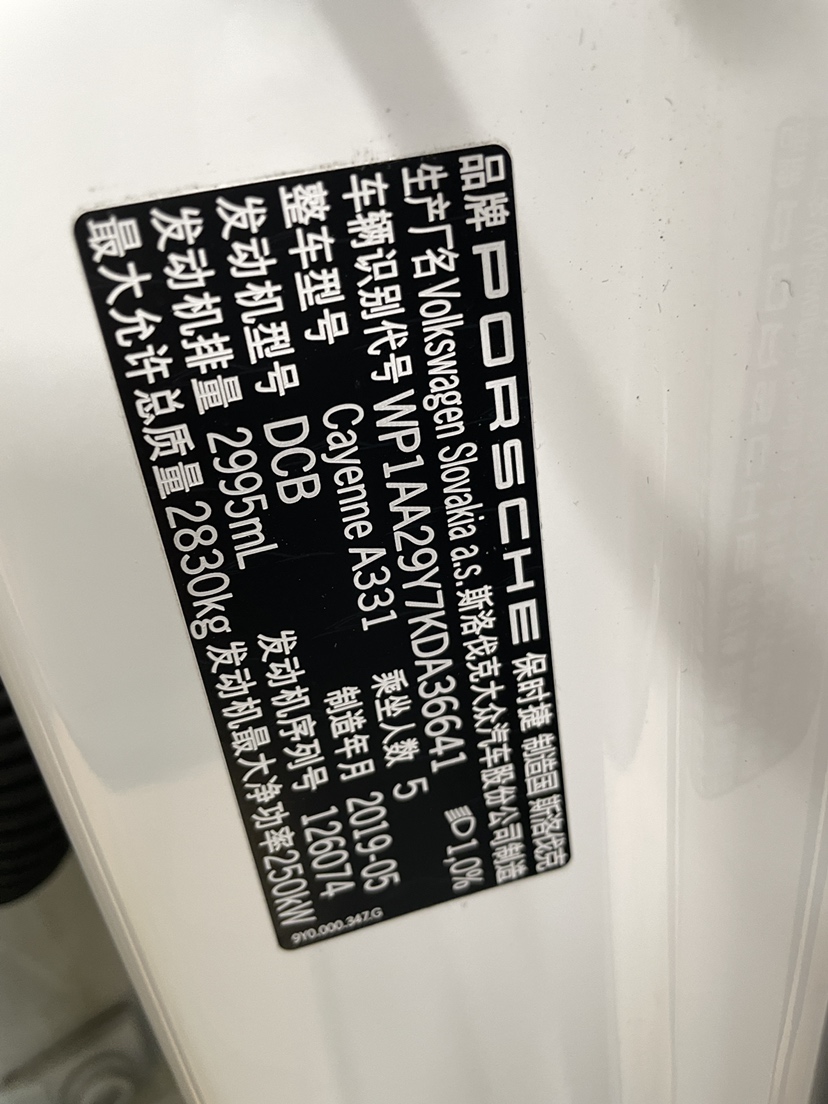 品牌 PORSCHE 保时捷 制造国 斯洛伐克
生产厂名 Volkswagen Slovakia a.s.斯洛伐克大众汽车股份公司制造
车辆识别代号 WP1AA29Y7KDA36641 1,0%
整车型号 Cayenne A331 乘坐人数 5
发动机型号 DCB 制造年月 2019-05
发动机排量 2995mL 发动机序列号 126074
最大允许总质量 2830kg 发动机最大净功率250kW
9Y0.000.347.G